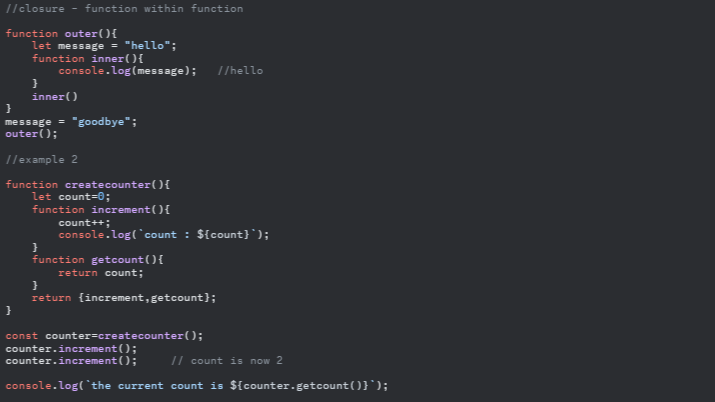 //closure - function within function
function outer(){
    let message = "hello";
    function inner(){
        console.log(message);   //hello
    }
    inner()
}
message = "goodbye";
outer();
//example 2
function createcounter(){
    let count=0;
    function increment(){
        count++;
        console.log(`count : ${count}`);
    }
    function getcount(){
        return count;
    }
    return {increment,getcount};
}
const counter=createcounter();
counter.increment();
counter.increment();     // count is now 2
console.log(`the current count is ${counter.getcount()}`);